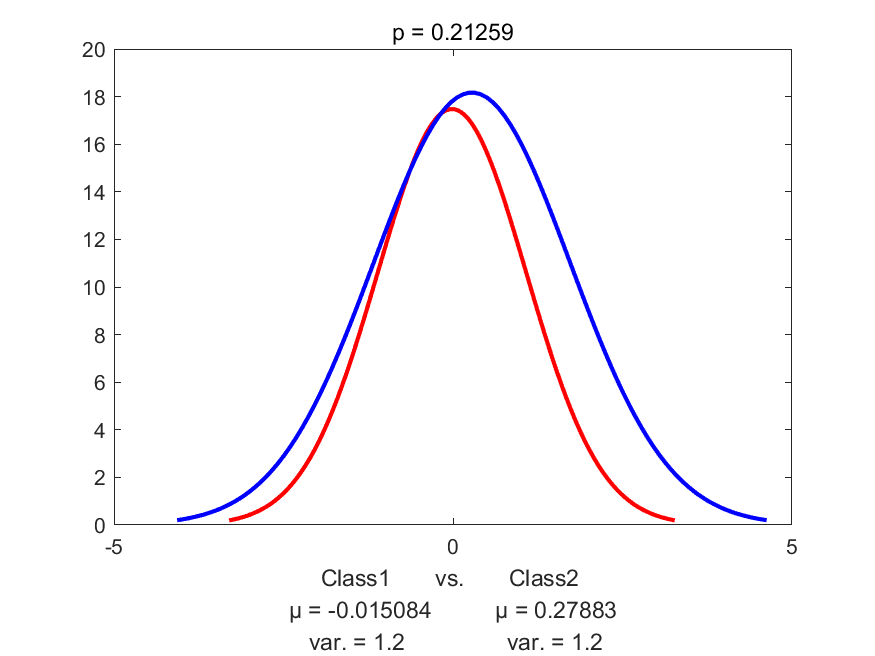 p = 0.21259
20
18
16
14
12
10
8
6
4
2
0
-5 0 5
Class1 vs. Class2
μ = -0.015084 μ = 0.27883
var. = 1.2 var. = 1.2